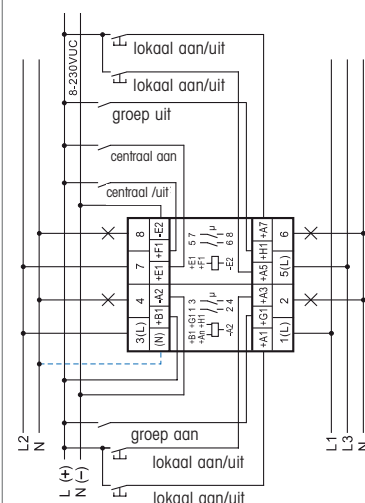 8-230VUC
lokaal aan/uit
lokaal aan/uit
groep uit
centraal aan
centraal /uit
8
-E2
+F1
7
+E1
4
-A2
+B1
3(L)
(N)
5 7
µ
6 8
+E1
+F1
-E2
1 3
µ
2 4
+B1 +G1
+An +H1
-A2
+A7
6
+H1
+A5
5(L)
+A3
2
+G1
+A1
1(L)
groep aan
lokaal aan/uit
lokaal aan/uit
L2
N
L (+)
N (−)
L1
L3
N